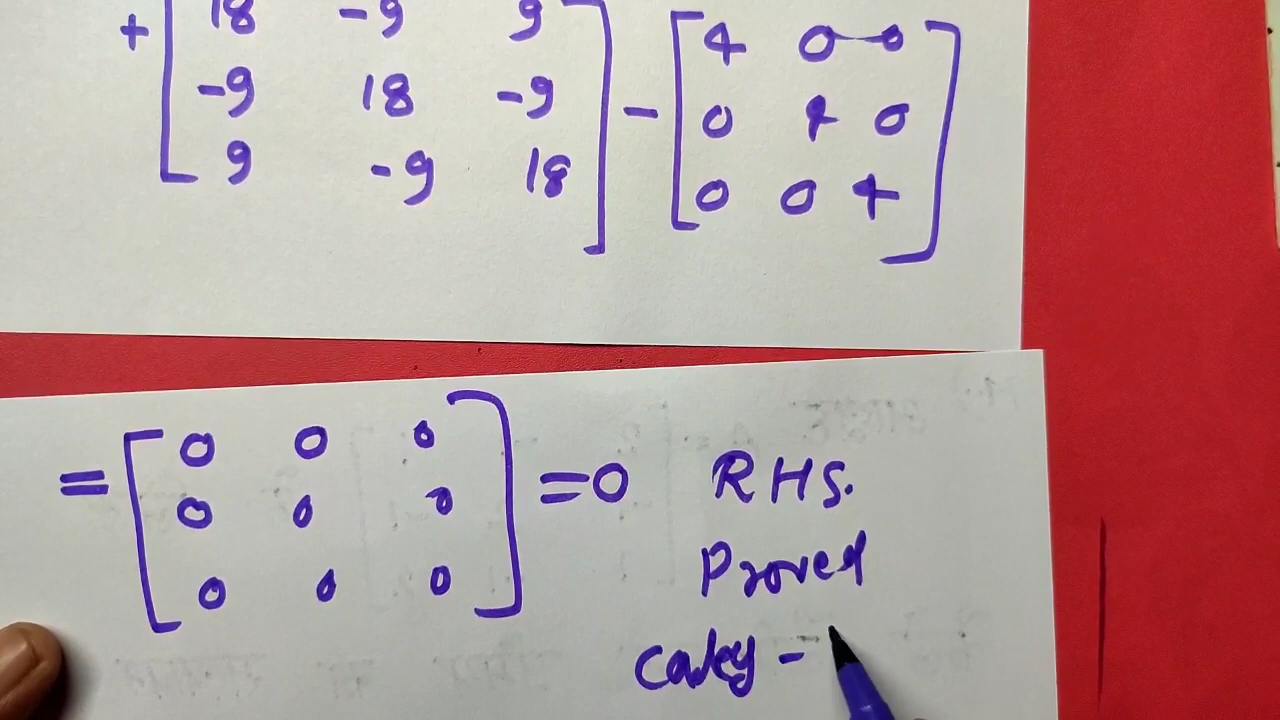 + [ 18 -9 9
-9 18 -9
9 -9 18 ] - [ 4 0 0
0 4 0
0 0 4 ]
= [ 0 0 0
0 0 0
0 0 0 ] = 0 RHS.
Proved
Caley -